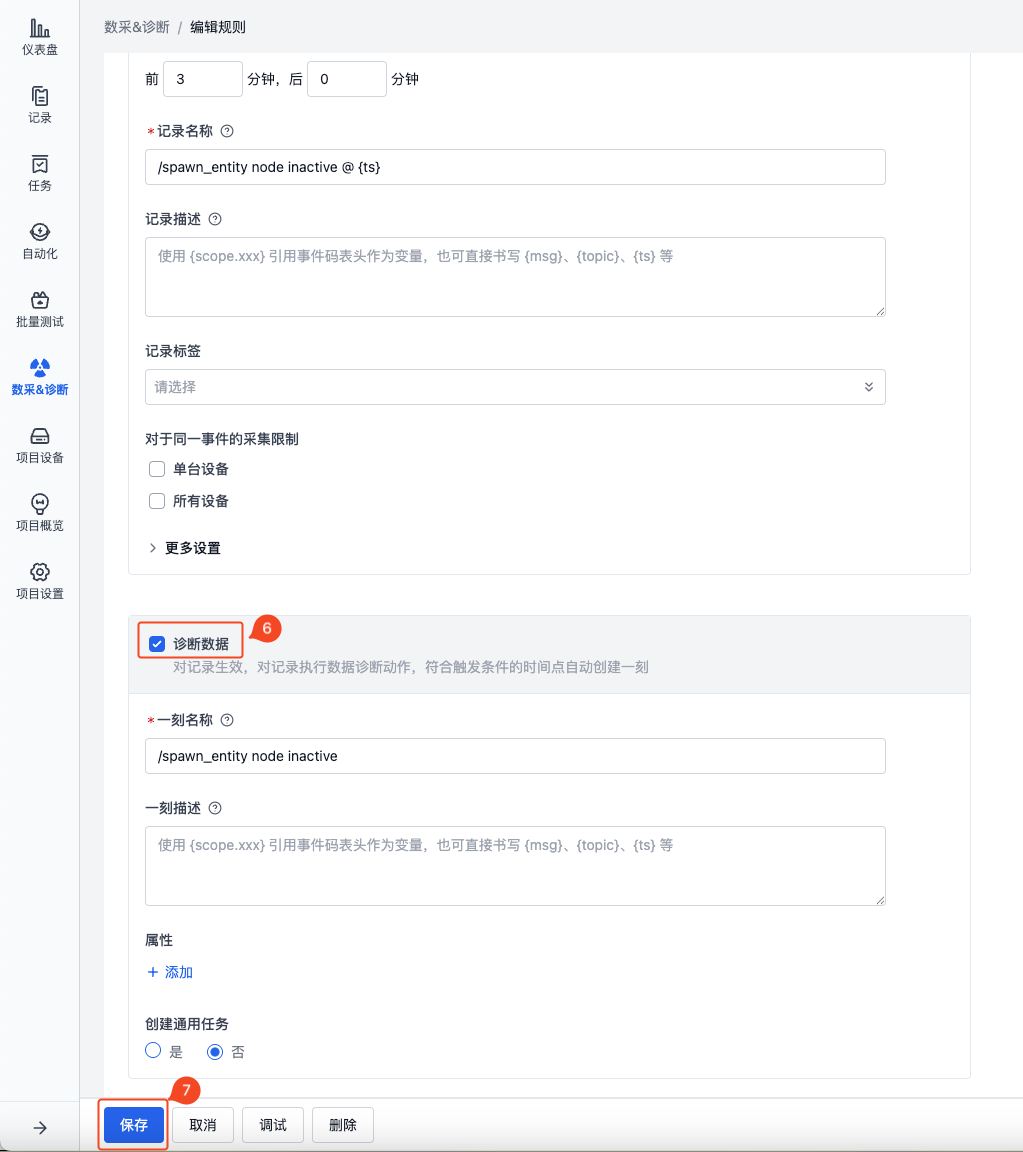 仪表盘
记录
任务
自动化
批量测试
数采&诊断
项目设备
项目概览
项目设置
数采&诊断 / 编辑规则
前 3 分钟，后 0 分钟
*记录名称
/spawn_entity node inactive @ {ts}
记录描述
使用 {scope.xxx} 引用事件码表头作为变量，也可直接书写 {msg}、{topic}、{ts} 等
记录标签
请选择
对于同一事件的采集限制
单台设备
所有设备
更多设置
诊断数据 6
对记录生效，对记录执行数据诊断动作，符合触发条件的时间点自动创建一刻
*一刻名称
/spawn_entity node inactive
一刻描述
使用 {scope.xxx} 引用事件码表头作为变量，也可直接书写 {msg}、{topic}、{ts} 等
属性
+ 添加
创建通用任务
是 否
7
保存 取消 调试 删除